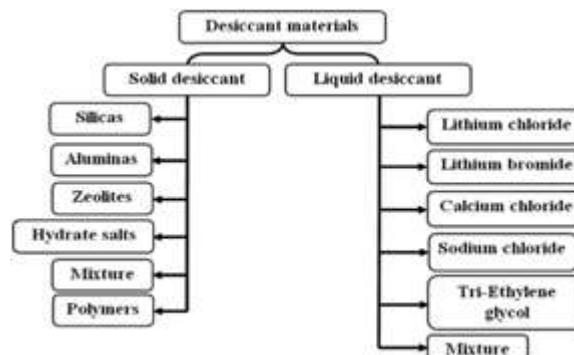 Desiccant materials
Solid desiccant
Liquid desiccant
Silicas
Aluminas
Zeolites
Hydrate salts
Mixture
Polymers
Lithium chloride
Lithium bromide
Calcium chloride
Sodium chloride
Tri-Ethylene
glycol
Mixture